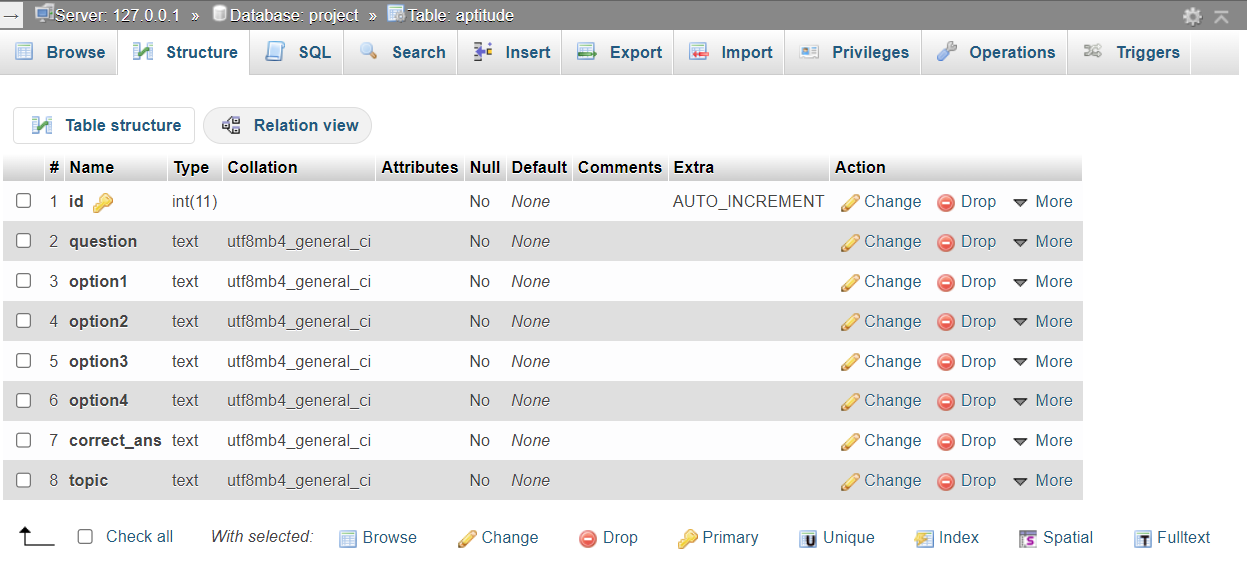 Server: 127.0.0.1 » Database: project » Table: aptitude
Browse Structure SQL Search Insert Export Import Privileges Operations Triggers
Table structure Relation view
# Name Type Collation Attributes Null Default Comments Extra Action
1 id int(11) No None AUTO_INCREMENT Change Drop More
2 question text utf8mb4_general_ci No None Change Drop More
3 option1 text utf8mb4_general_ci No None Change Drop More
4 option2 text utf8mb4_general_ci No None Change Drop More
5 option3 text utf8mb4_general_ci No None Change Drop More
6 option4 text utf8mb4_general_ci No None Change Drop More
7 correct_ans text utf8mb4_general_ci No None Change Drop More
8 topic text utf8mb4_general_ci No None Change Drop More
Check all With selected: Browse Change Drop Primary Unique Index Spatial Fulltext